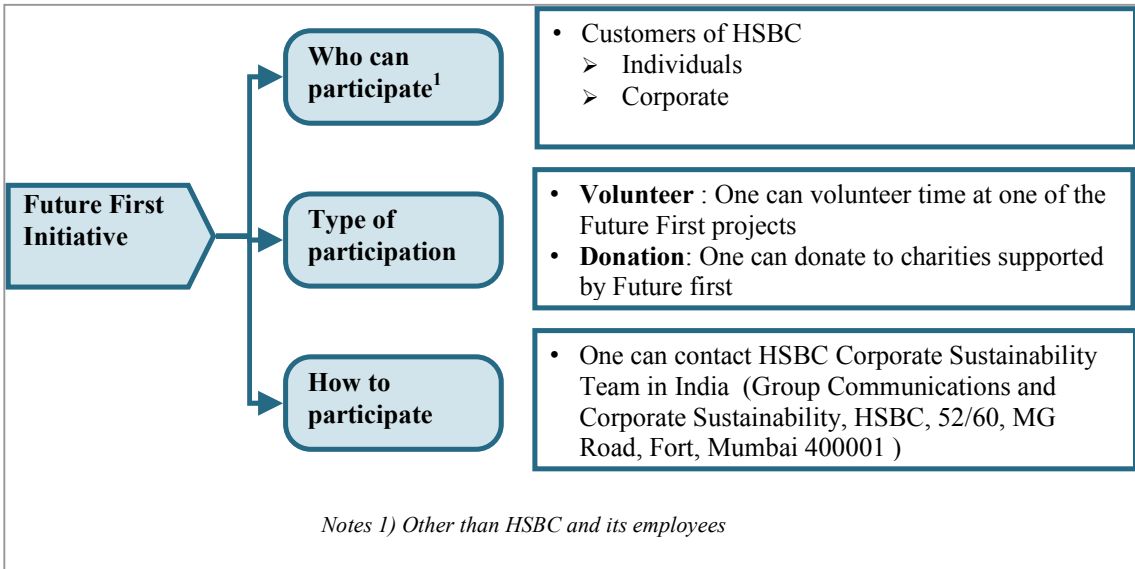 Future First
Initiative
Who can
participate¹
• Customers of HSBC
➢ Individuals
➢ Corporate
Type of
participation
• Volunteer : One can volunteer time at one of the
Future First projects
• Donation: One can donate to charities supported
by Future first
How to
participate
• One can contact HSBC Corporate Sustainability
Team in India (Group Communications and
Corporate Sustainability, HSBC, 52/60, MG
Road, Fort, Mumbai 400001 )
Notes 1) Other than HSBC and its employees